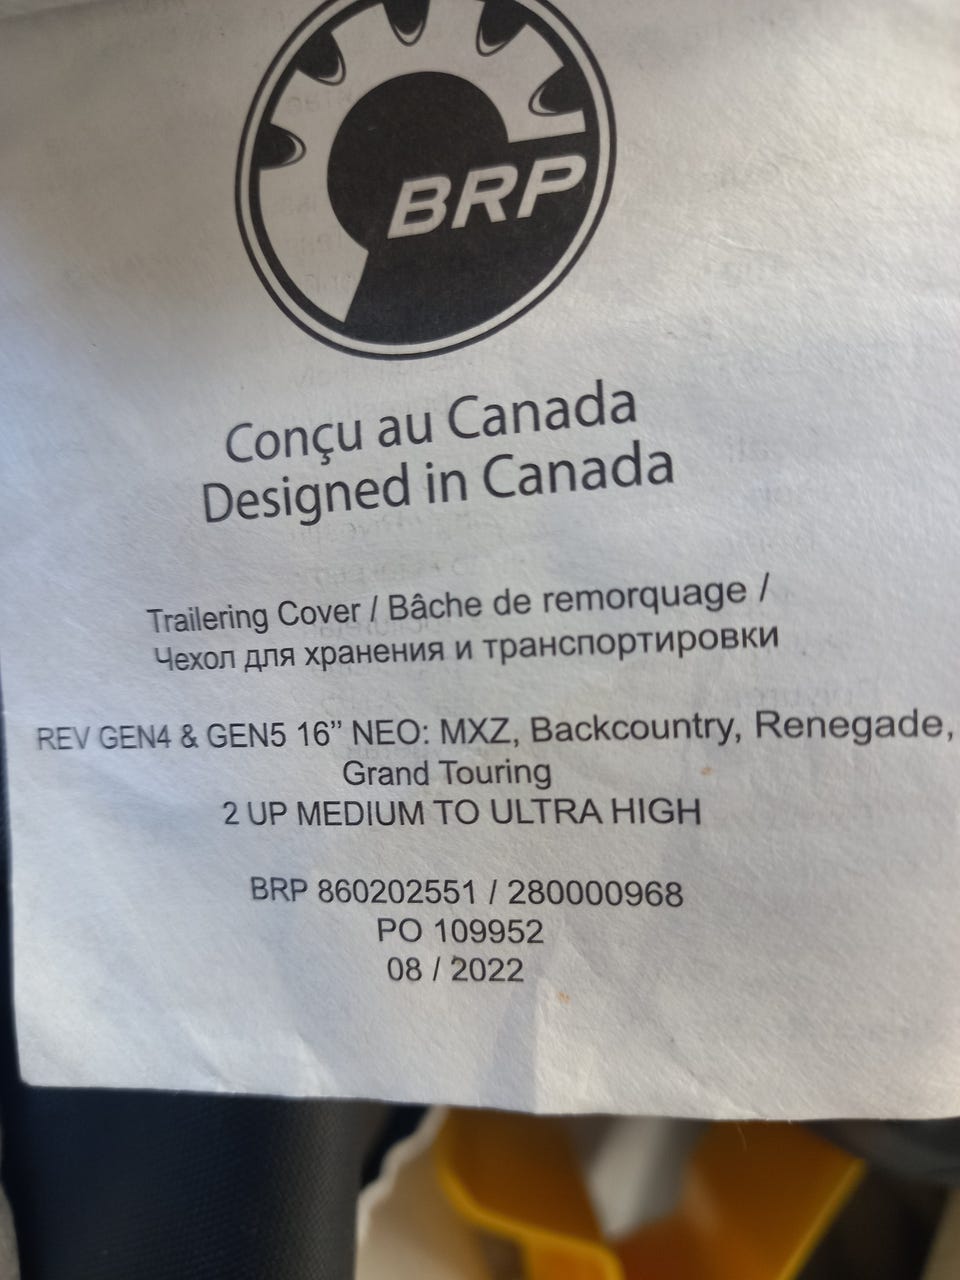 BRP
Conçu au Canada
Designed in Canada
Trailering Cover / Bâche de remorquage /
Чехол для хранения и транспортировки
REV GEN4 & GEN5 16” NEO: MXZ, Backcountry, Renegade,
Grand Touring
2 UP MEDIUM TO ULTRA HIGH
BRP 860202551 / 280000968
PO 109952
08 / 2022